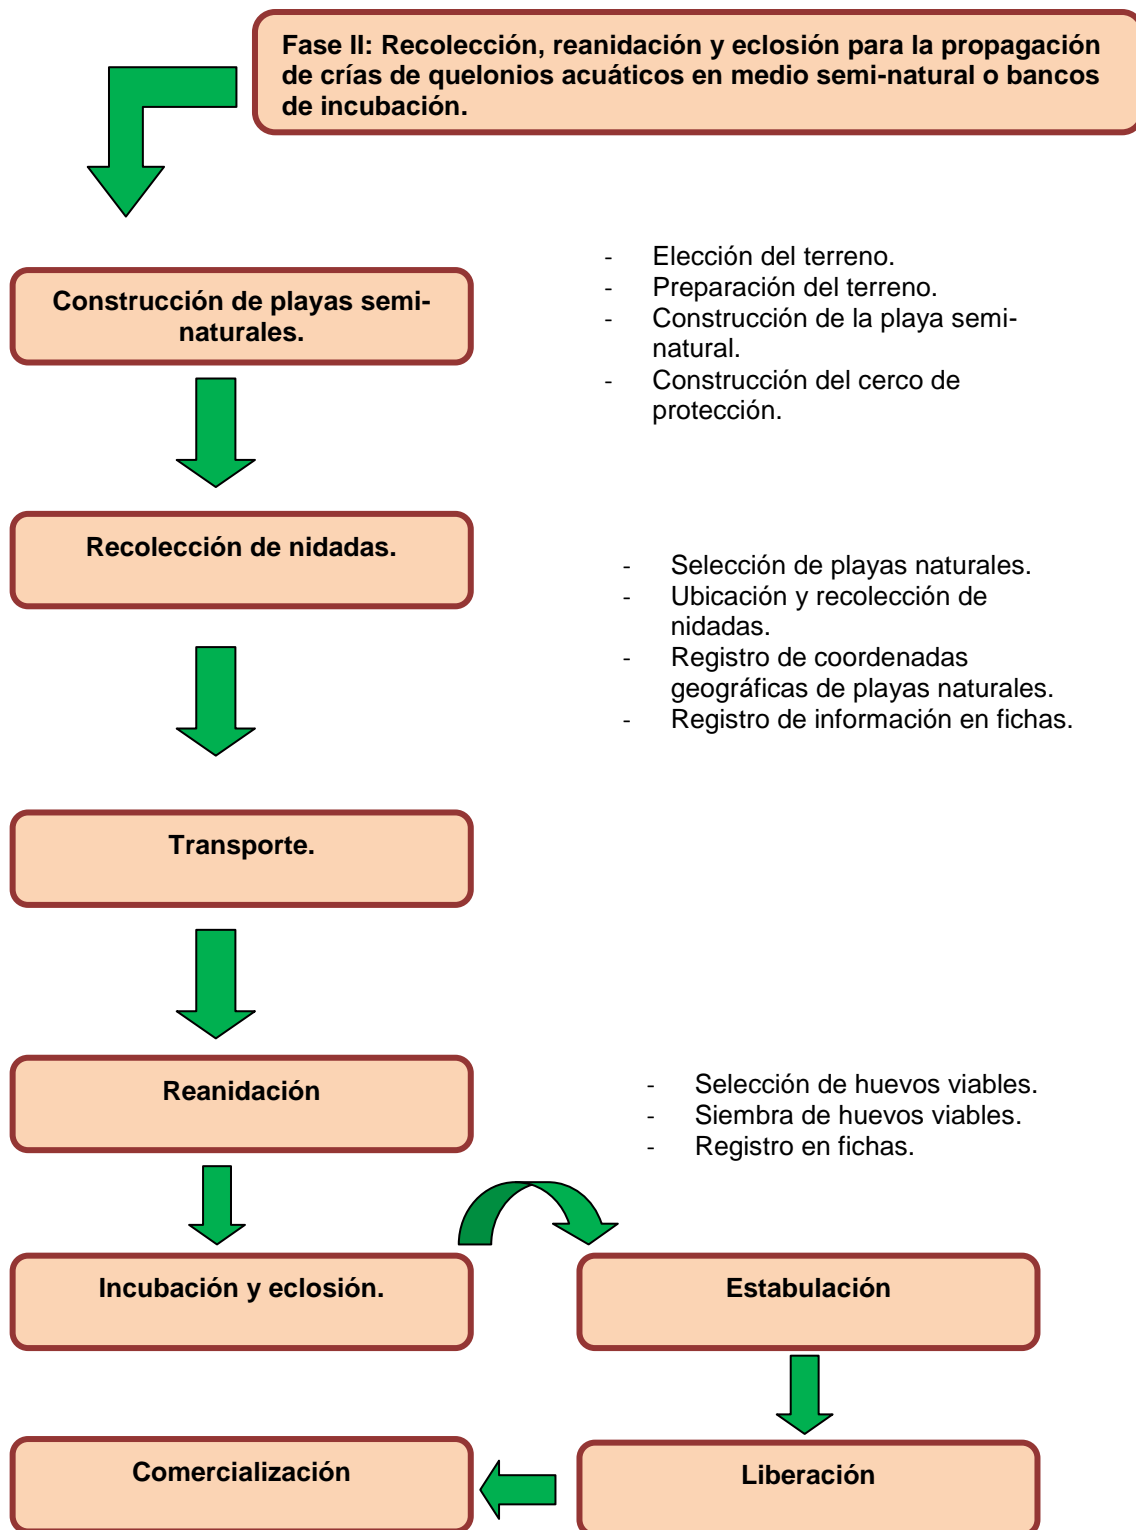 Fase II: Recolección, reanidación y eclosión para la propagación
de crías de quelonios acuáticos en medio semi-natural o bancos
de incubación.
Construcción de playas semi-
naturales.
- Elección del terreno.
- Preparación del terreno.
- Construcción de la playa semi-
natural.
- Construcción del cerco de
protección.
Recolección de nidadas.
- Selección de playas naturales.
- Ubicación y recolección de
nidadas.
- Registro de coordenadas
geográficas de playas naturales.
- Registro de información en fichas.
Transporte.
Reanidación
- Selección de huevos viables.
- Siembra de huevos viables.
- Registro en fichas.
Incubación y eclosión.
Estabulación
Comercialización
Liberación